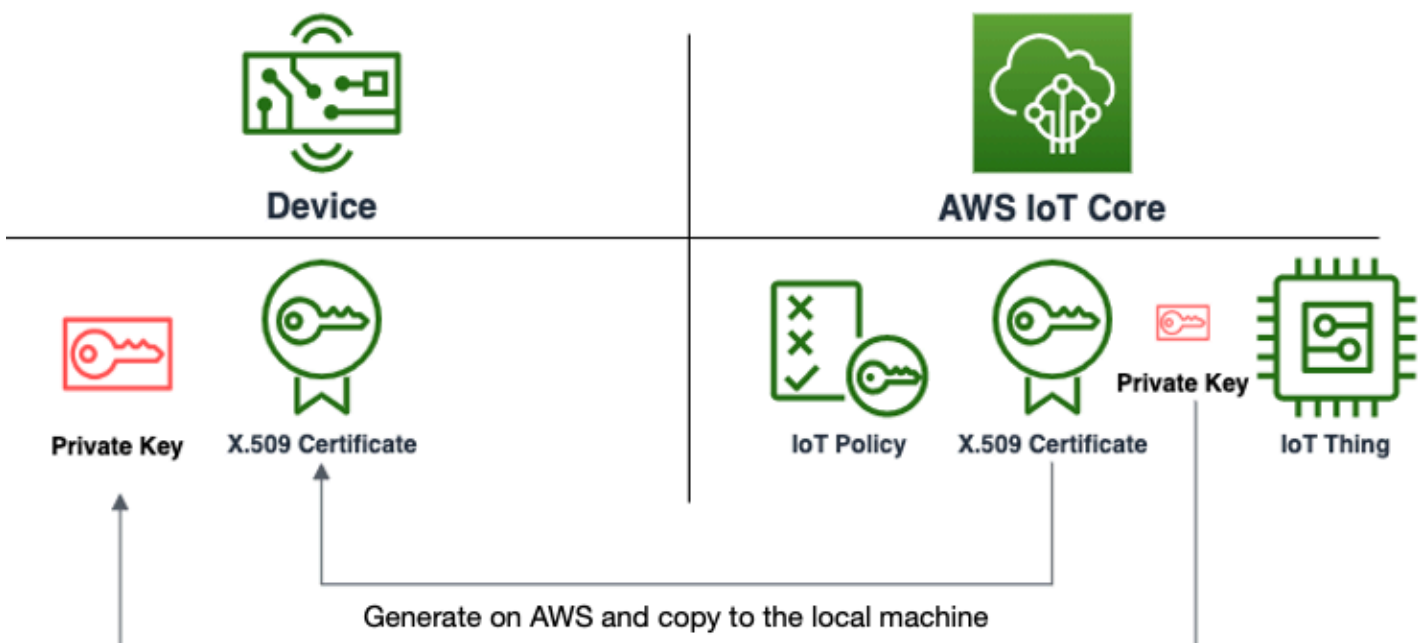 Device
AWS IoT Core
Private Key
X.509 Certificate
IoT Policy
X.509 Certificate
Private Key
IoT Thing
Generate on AWS and copy to the local machine